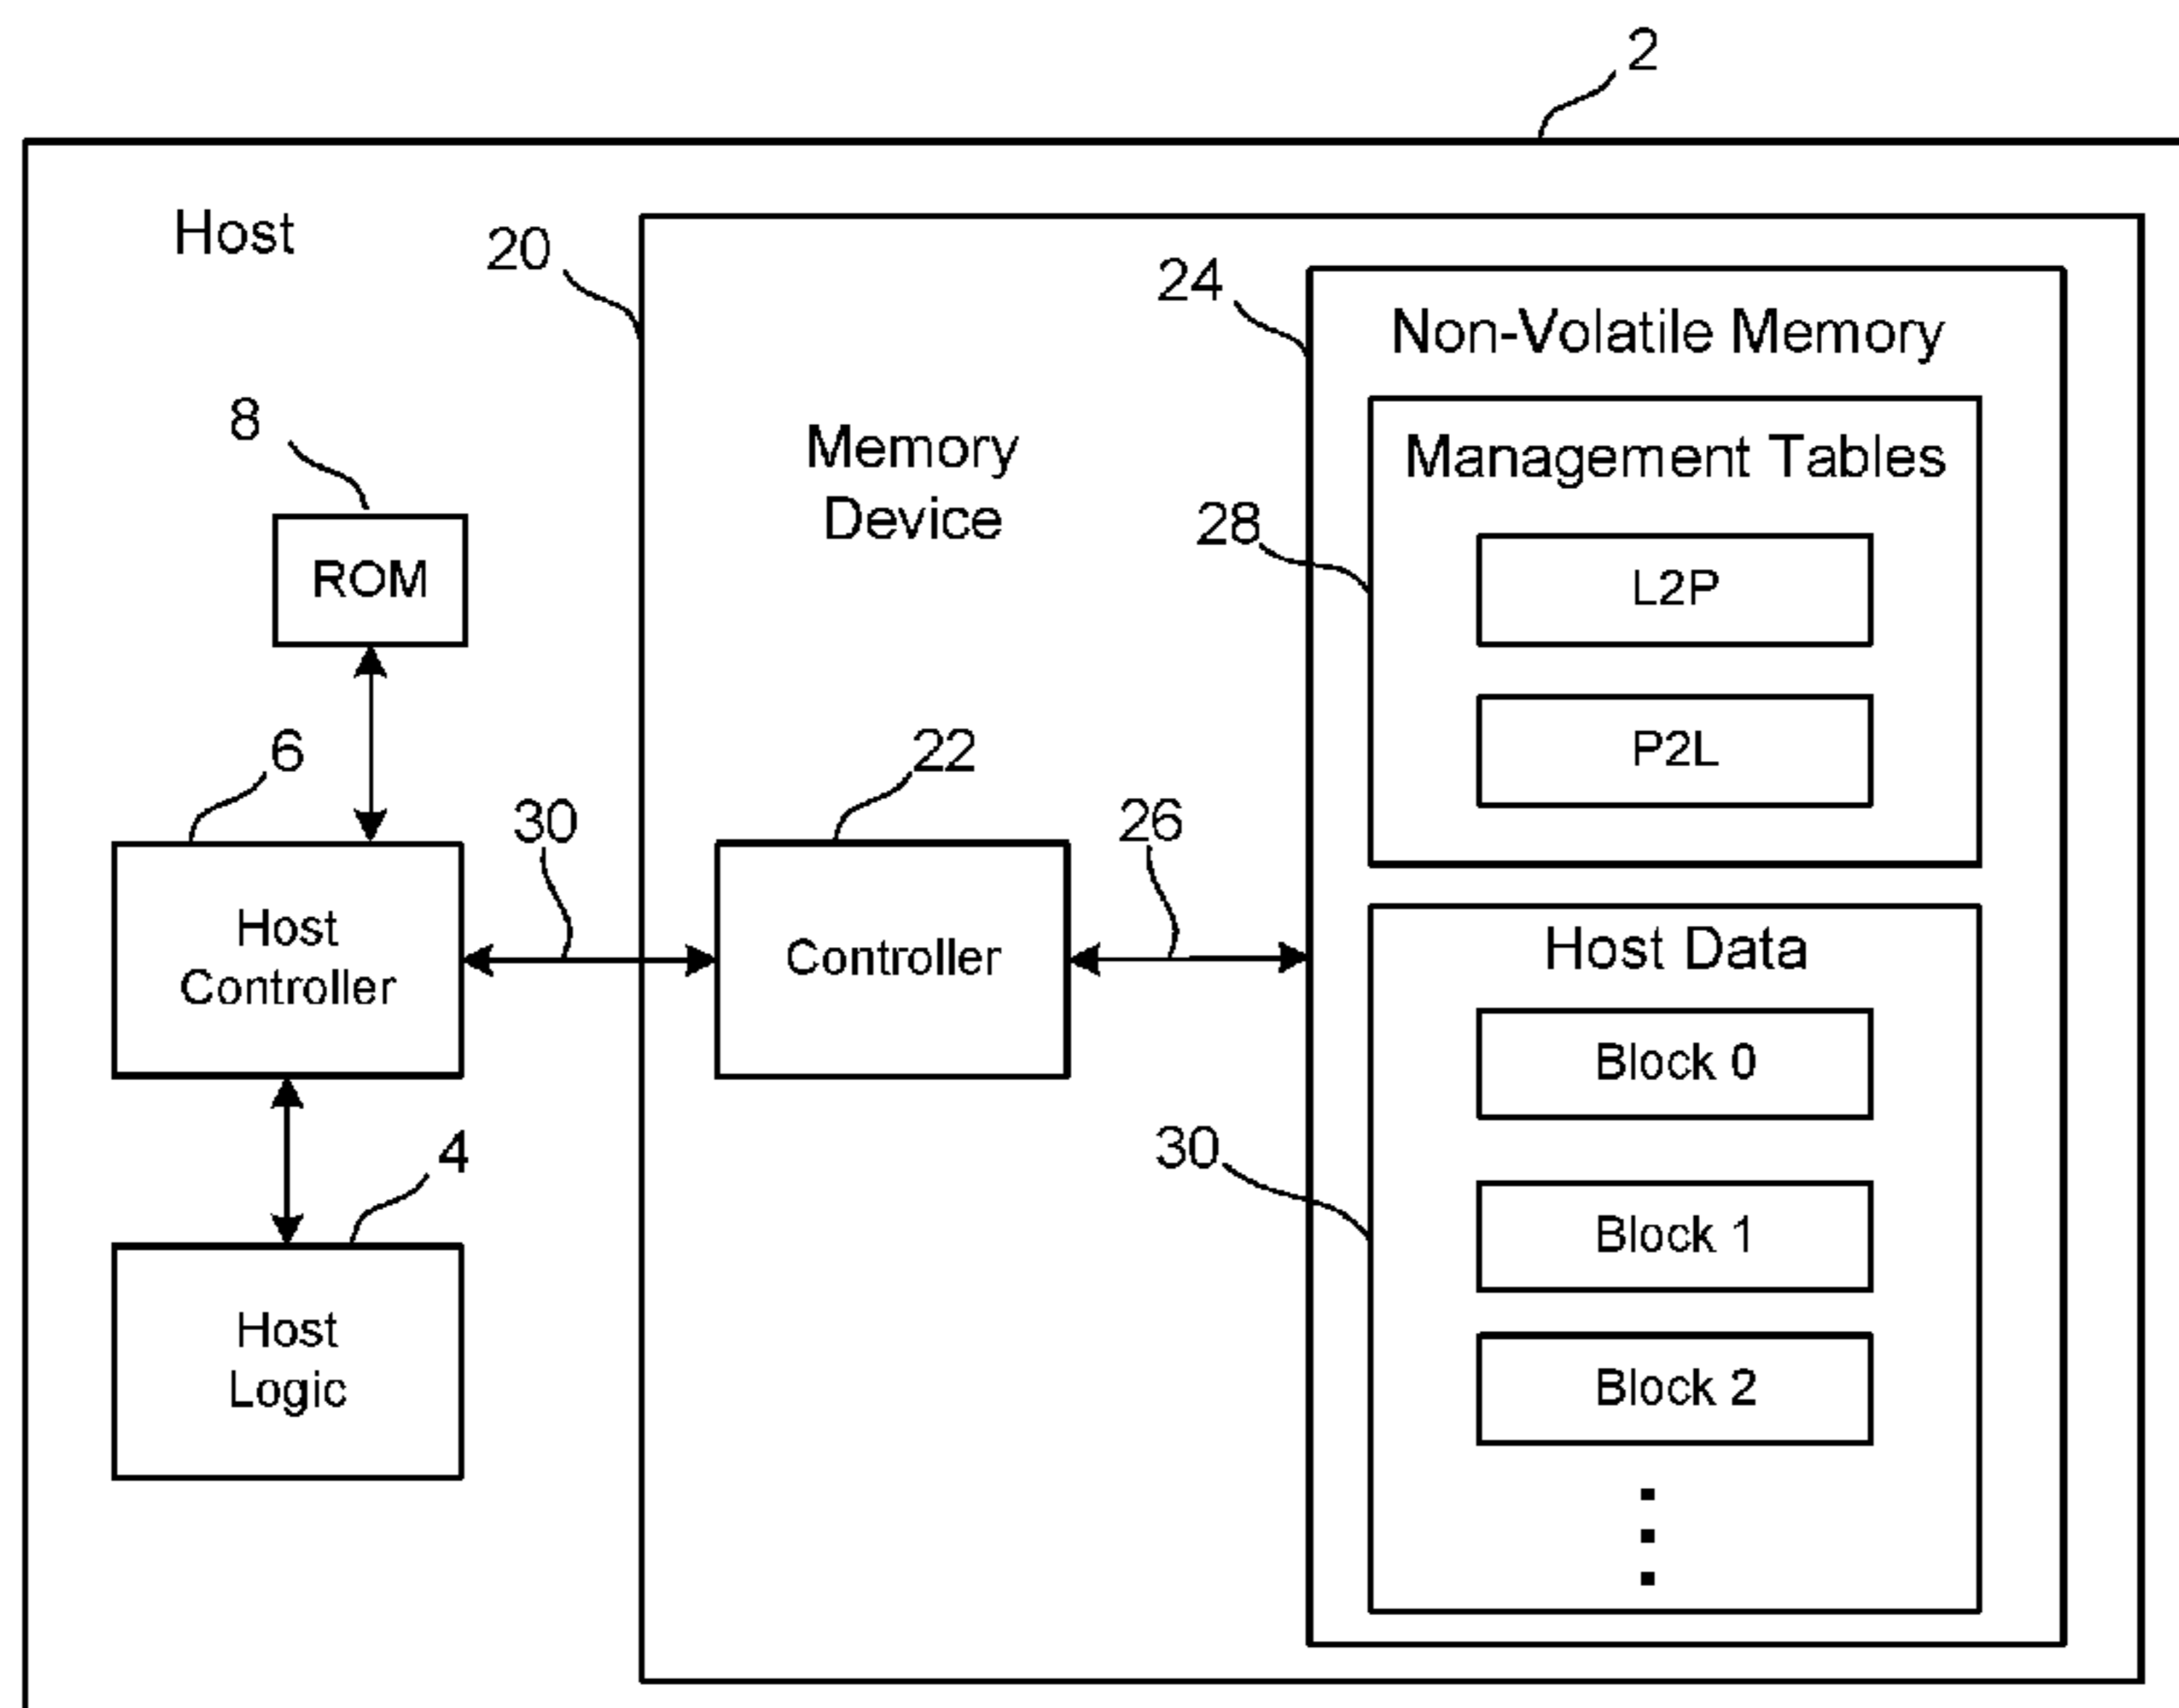 2
Host
20
24
Non-Volatile Memory
8
Memory
Device
Management Tables
28
ROM
L2P
P2L
6
30
22
26
Host
Controller
Controller
Host Data
Block 0
4
30
Block 1
Host
Logic
Block 2